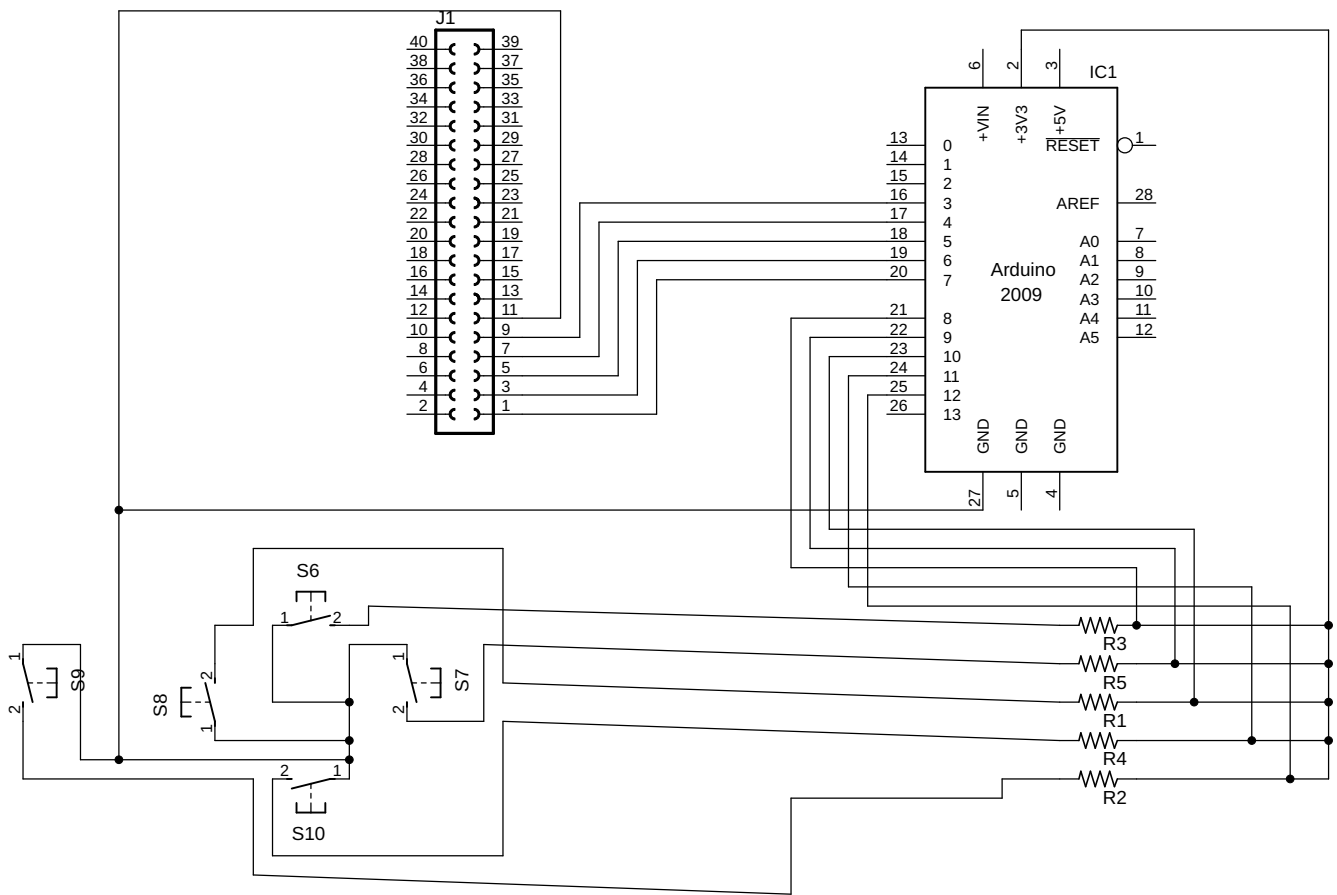 J1
40 39
38 37
36 35
34 33
32 31
30 29
28 27
26 25
24 23
22 21
20 19
18 17
16 15
14 13
12 11
10 9
8 7
6 5
4 3
2 1
6 2 3
IC1
+VIN +3V3 +5V
RESET 1
13 0
14 1
15 2
16 3
17 4
18 5
19 6
20 7
21 8
22 9
23 10
24 11
25 12
26 13
AREF 28
A0 7
A1 8
A2 9
A3 10
A4 11
A5 12
Arduino
2009
GND GND GND
27 5 4
S6
1 2
1 S9 2
2 S8 1
1 S7 2
2 1
S10
R3
R5
R1
R4
R2